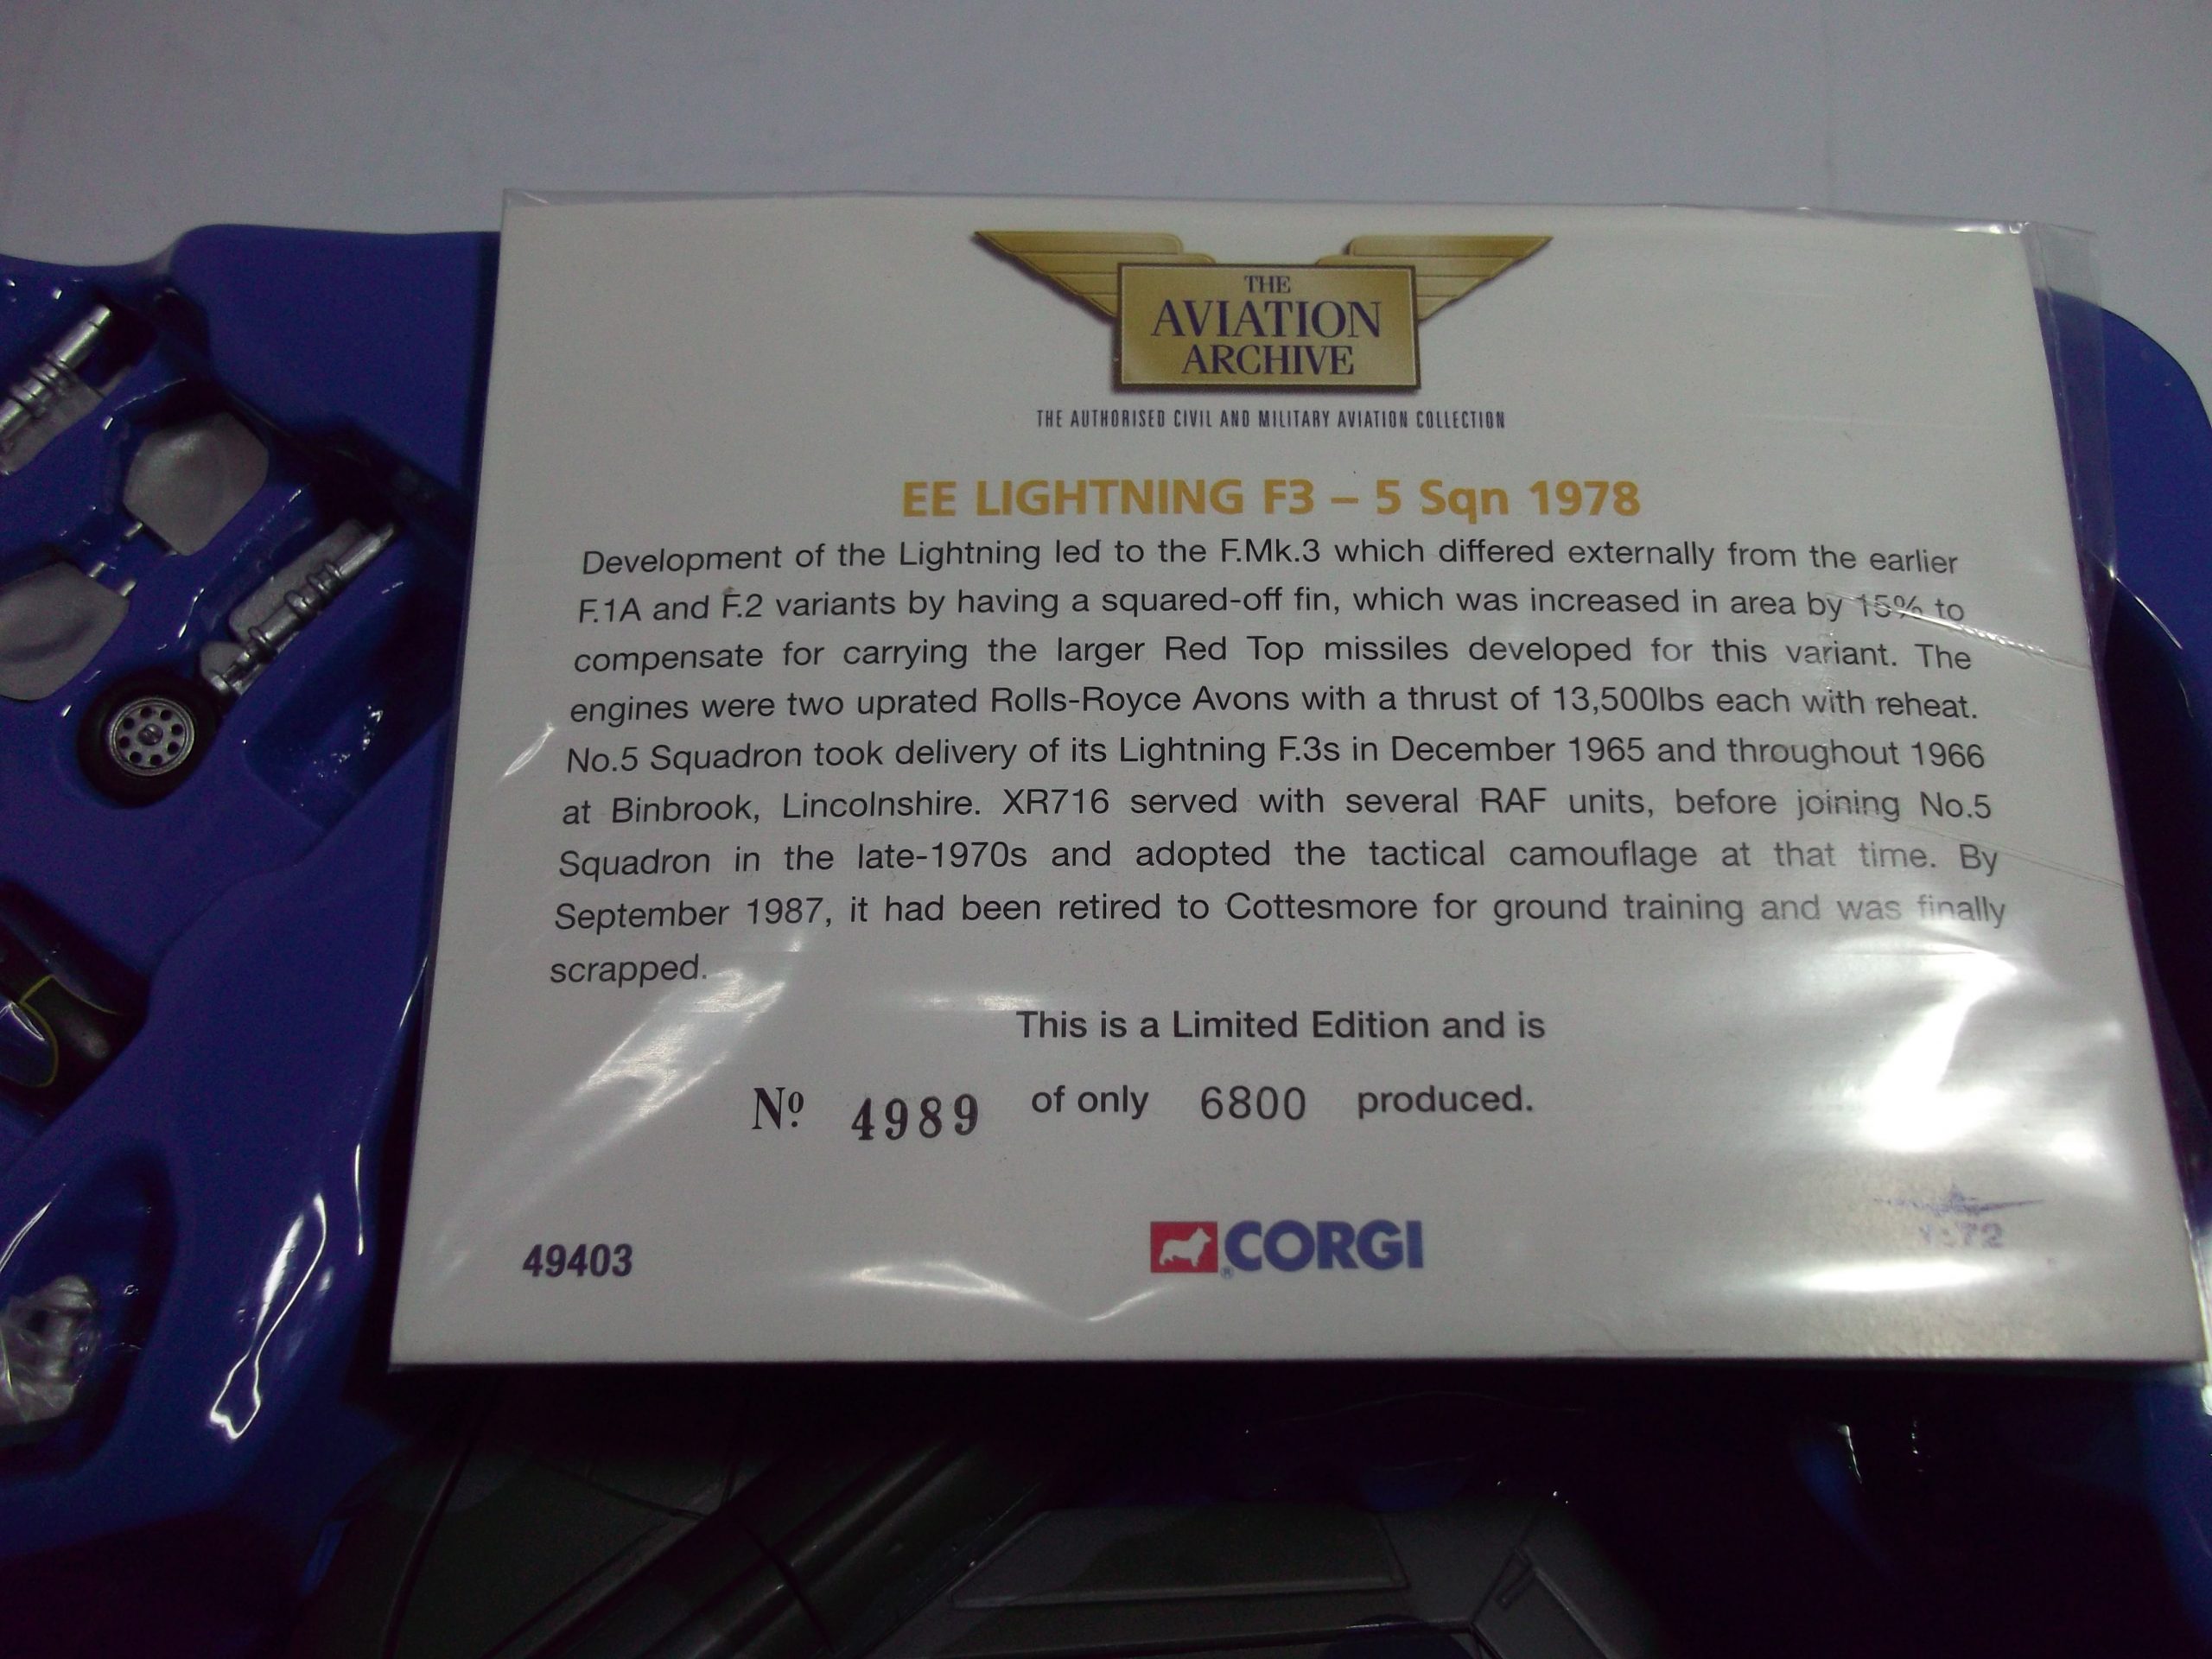 THE
AVIATION
ARCHIVE
THE AUTHORISED CIVIL AND MILITARY AVIATION COLLECTION
EE LIGHTNING F3 – 5 Sqn 1978
Development of the Lightning led to the F.Mk.3 which differed externally from the earlier
F.1A and F.2 variants by having a squared-off fin, which was increased in area by 15% to
compensate for carrying the larger Red Top missiles developed for this variant. The
engines were two uprated Rolls-Royce Avons with a thrust of 13,500lbs each with reheat.
No.5 Squadron took delivery of its Lightning F.3s in December 1965 and throughout 1966
at Binbrook, Lincolnshire. XR716 served with several RAF units, before joining No.5
Squadron in the late-1970s and adopted the tactical camouflage at that time. By
September 1987, it had been retired to Cottesmore for ground training and was finally
scrapped.
This is a Limited Edition and is
Nº 4989 of only 6800 produced.
49403
®CORGI
1:72